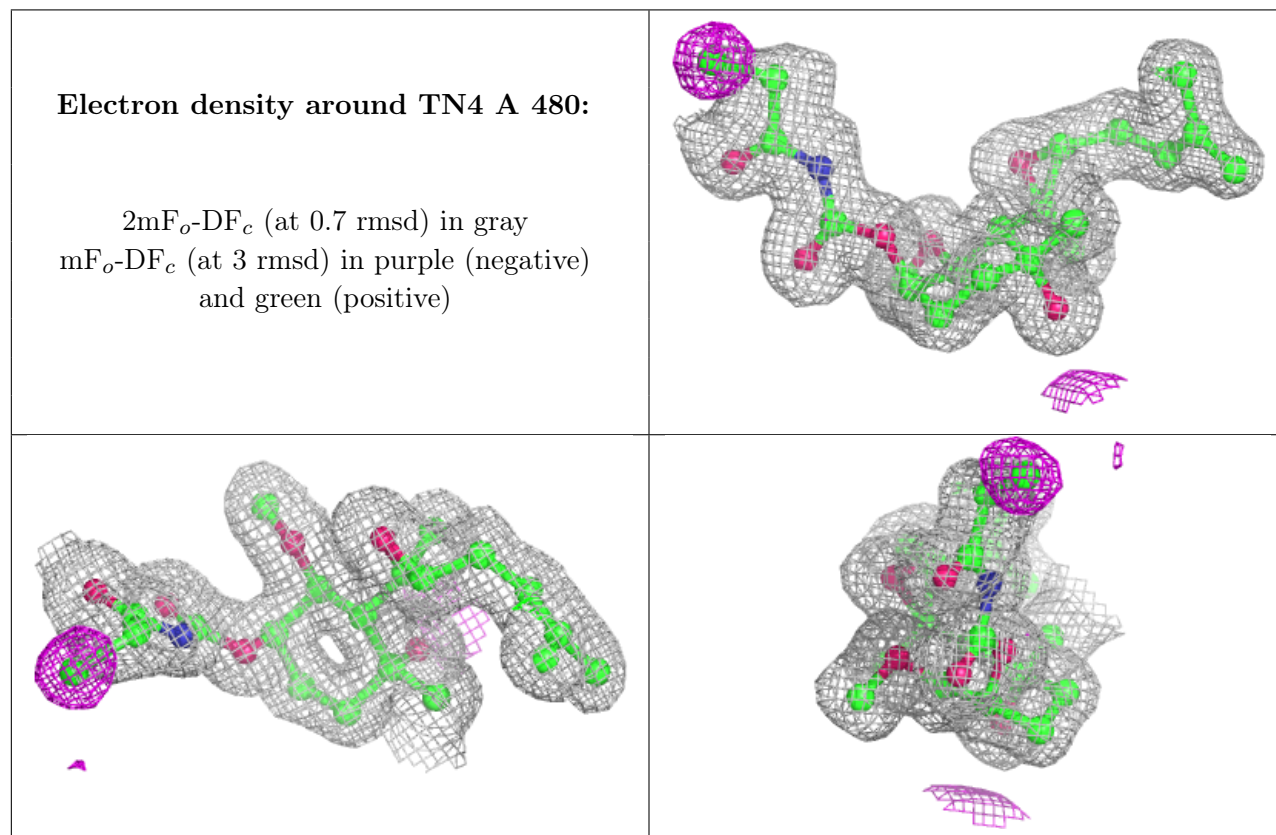 Electron density around TN4 A 480:
2mFo-DFc (at 0.7 rmsd) in gray
mFo-DFc (at 3 rmsd) in purple (negative)
and green (positive)